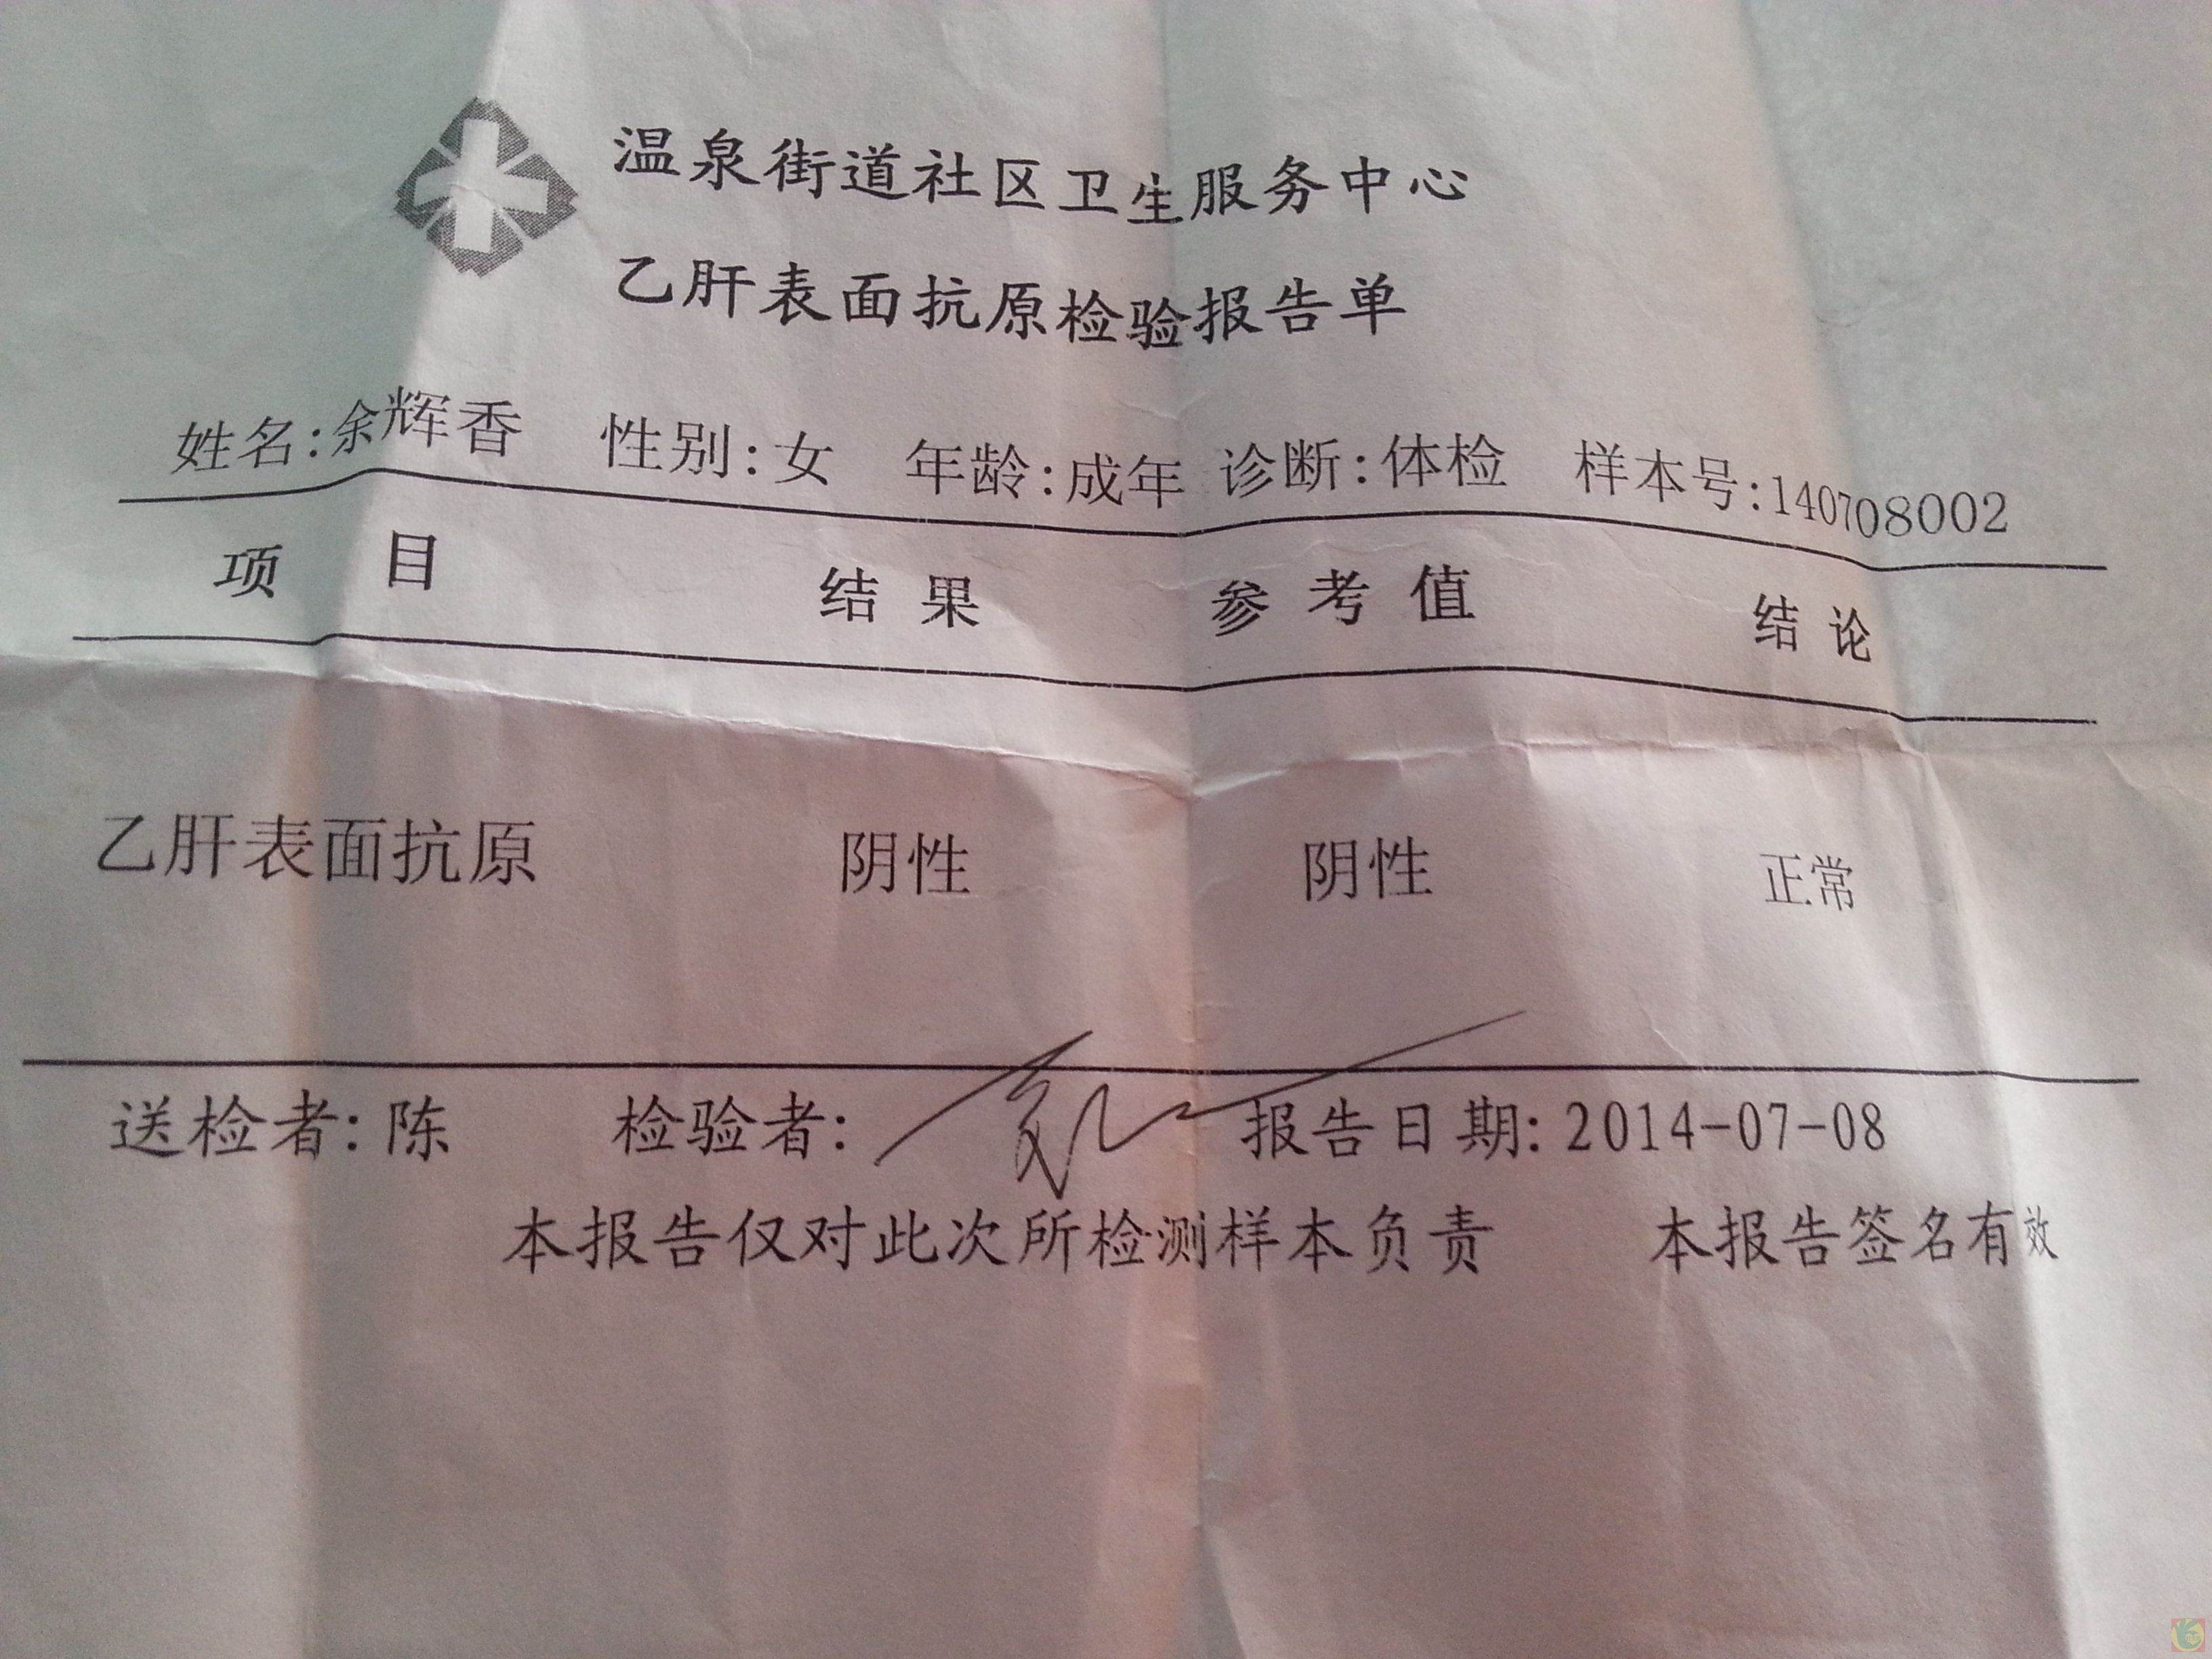 温泉街道社区卫生服务中心
乙肝表面抗原检验报告单
姓名:余辉香 性别:女 年龄:成年 诊断:体检 样本号:140708002
项 目 结 果 参 考 值 结 论
乙肝表面抗原 阴性 阴性 正常
送检者:陈 检验者: 报告日期:2014-07-08
本报告仅对此次所检测样本负责 本报告签名有效